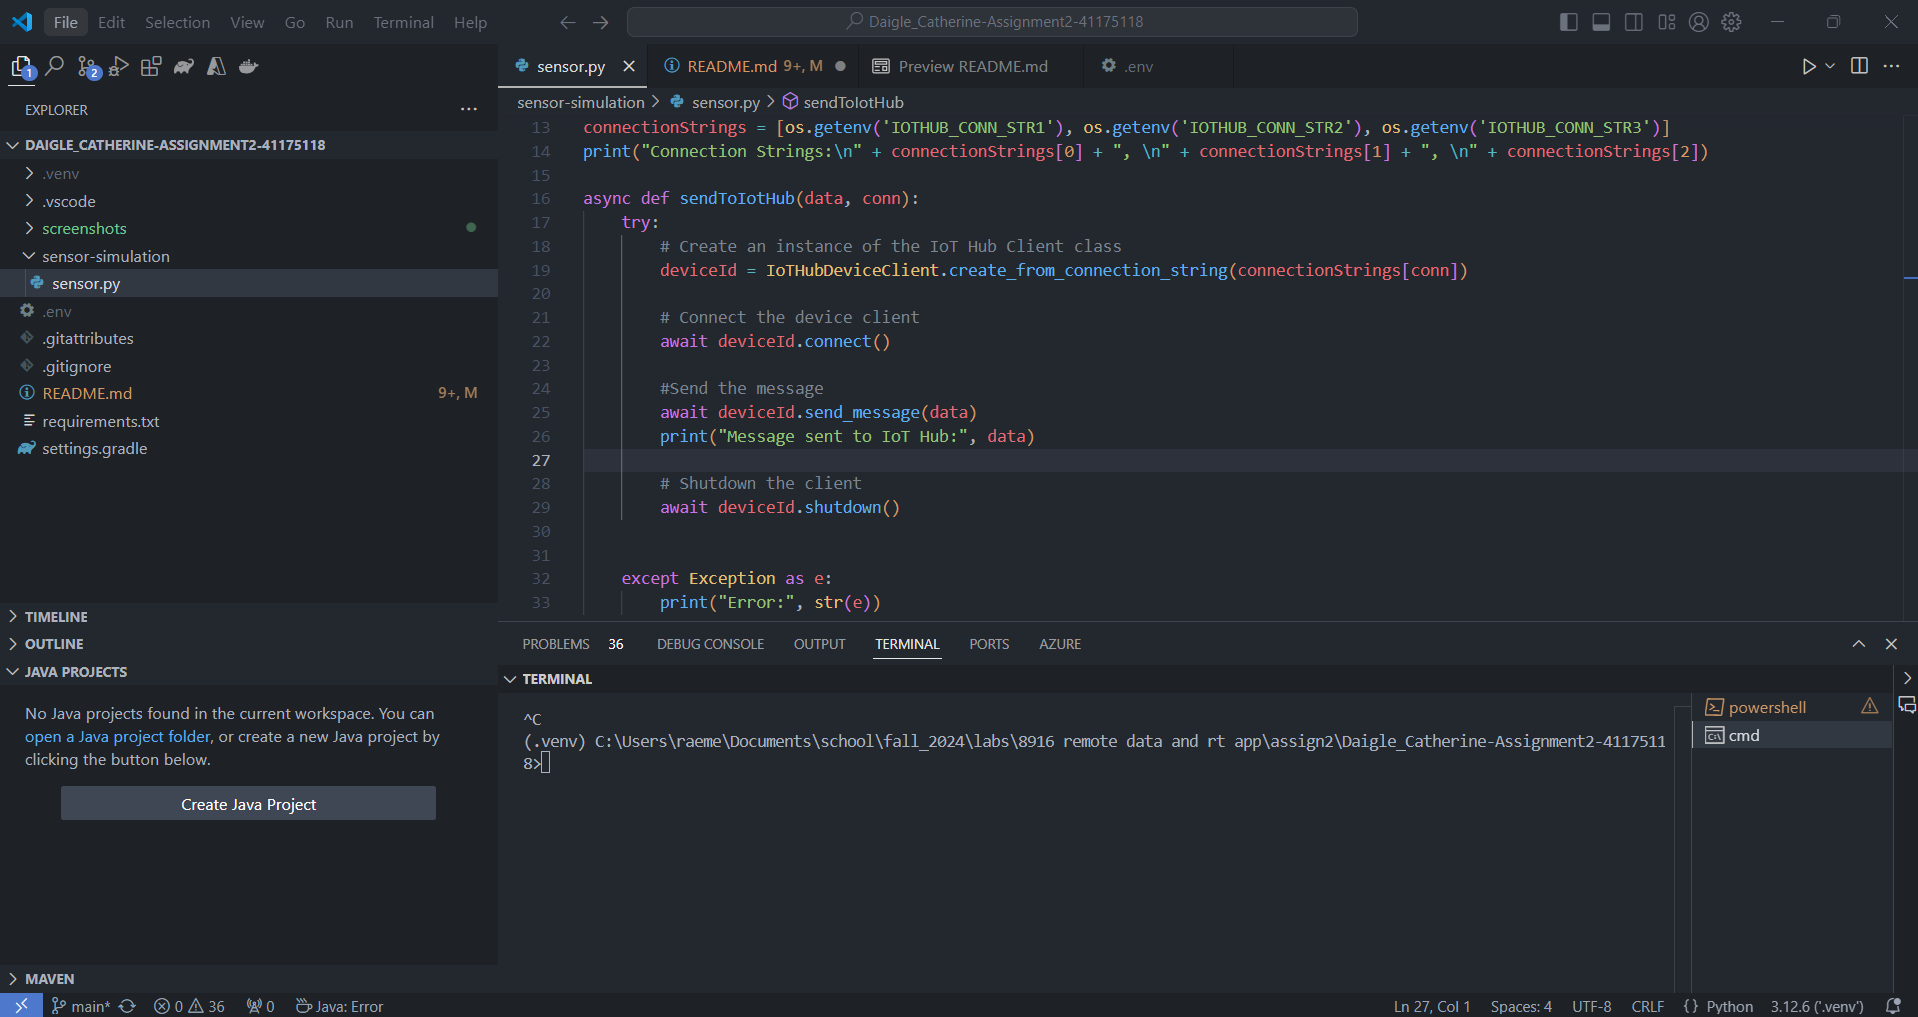 File Edit Selection View Go Run Terminal Help
Daigle_Catherine-Assignment2-41175118
1
2
EXPLORER
DAIGLE_CATHERINE-ASSIGNMENT2-41175118
.venv
.vscode
screenshots
sensor-simulation
sensor.py
.env
.gitattributes
.gitignore
README.md 9+, M
requirements.txt
settings.gradle
TIMELINE
OUTLINE
JAVA PROJECTS
No Java projects found in the current workspace. You can
open a Java project folder, or create a new Java project by
clicking the button below.
Create Java Project
MAVEN
sensor.py
README.md 9+, M
Preview README.md
.env
sensor-simulation > sensor.py > sendToIotHub
13 connectionStrings = [os.getenv('IOTHUB_CONN_STR1'), os.getenv('IOTHUB_CONN_STR2'), os.getenv('IOTHUB_CONN_STR3')]
14 print("Connection Strings:\n" + connectionStrings[0] + ", \n" + connectionStrings[1] + ", \n" + connectionStrings[2])
15
16 async def sendToIotHub(data, conn):
17 try:
18 # Create an instance of the IoT Hub Client class
19 deviceId = IoTHubDeviceClient.create_from_connection_string(connectionStrings[conn])
20
21 # Connect the device client
22 await deviceId.connect()
23
24 #Send the message
25 await deviceId.send_message(data)
26 print("Message sent to IoT Hub:", data)
27
28 # Shutdown the client
29 await deviceId.shutdown()
30
31
32 except Exception as e:
33 print("Error:", str(e))
PROBLEMS 36 DEBUG CONSOLE OUTPUT TERMINAL PORTS AZURE
TERMINAL
^C
(.venv) C:\Users\raeme\Documents\school\fall_2024\labs\8916 remote data and rt app\assign2\Daigle_Catherine-Assignment2-4117511
8>
powershell
cmd
main* 0 36 0 Java: Error
Ln 27, Col 1 Spaces: 4 UTF-8 CRLF {} Python 3.12.6 ('.venv')